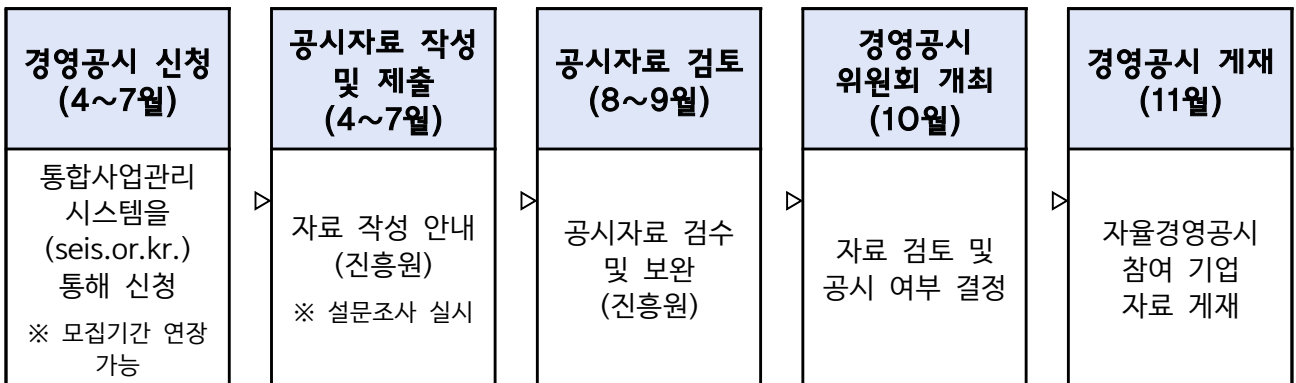 경영공시 신청
(4～7월)
통합사업관리
시스템을
(seis.or.kr.)
통해 신청
※ 모집기간 연장
가능
▷
공시자료 작성
및 제출
(4～7월)
자료 작성 안내
(진흥원)
※ 설문조사 실시
▷
공시자료 검토
(8～9월)
공시자료 검수
및 보완
(진흥원)
▷
경영공시
위원회 개최
(10월)
자료 검토 및
공시 여부 결정
▷
경영공시 게재
(11월)
자율경영공시
참여 기업
자료 게재